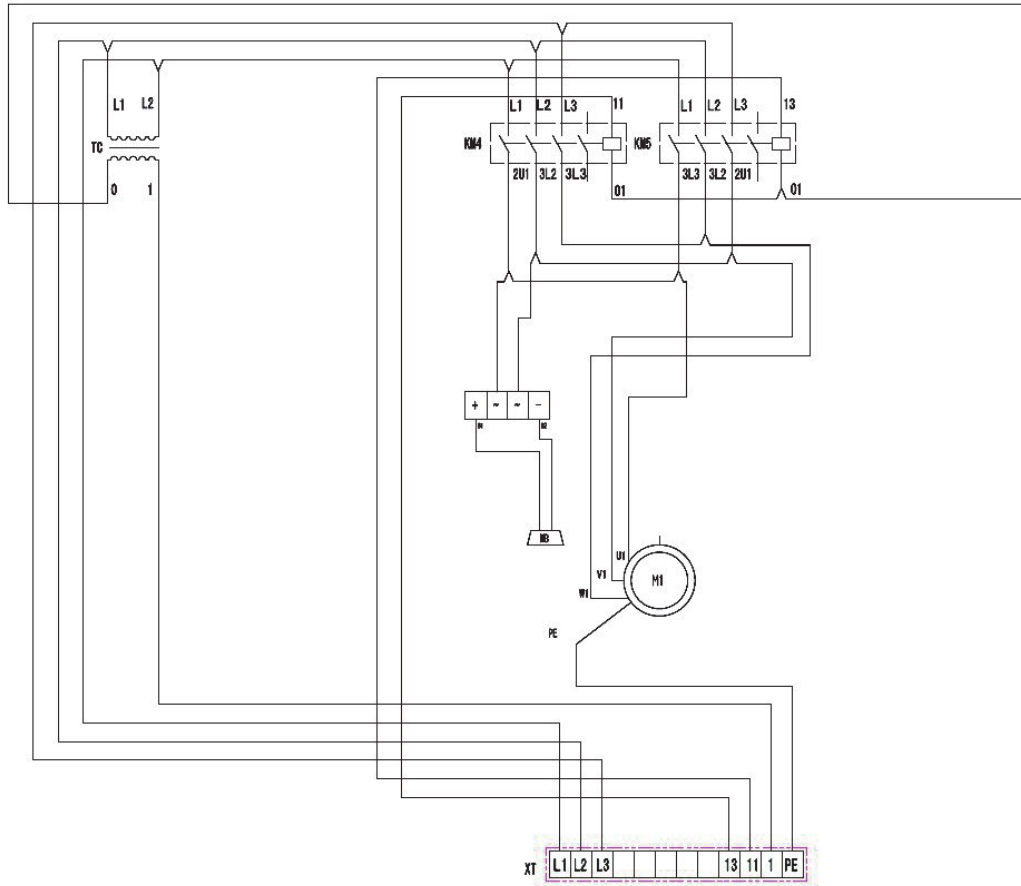 L1 L2
TC
0 1
L1 L2 L3 11
KM4
2U1 3L2 3L3
01
L1 L2 L3 13
KM5
3L3 3L2 2U1 01
+ ~ ~ -
MB
U1
V1
W1
M1
PE
XT L1 L2 L3 13 11 1 PE